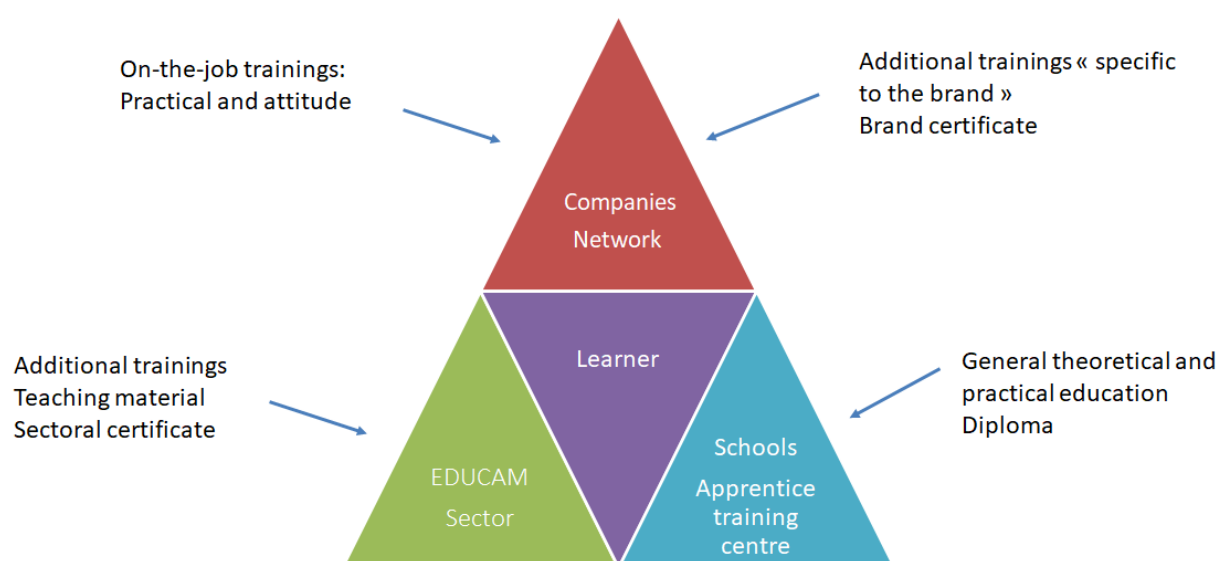 On-the-job trainings:
Practical and attitude
Additional trainings « specific
to the brand »
Brand certificate
Companies
Network
Learner
Additional trainings
Teaching material
Sectoral certificate
General theoretical and
practical education
Diploma
EDUCAM
Sector
Schools
Apprentice
training
centre